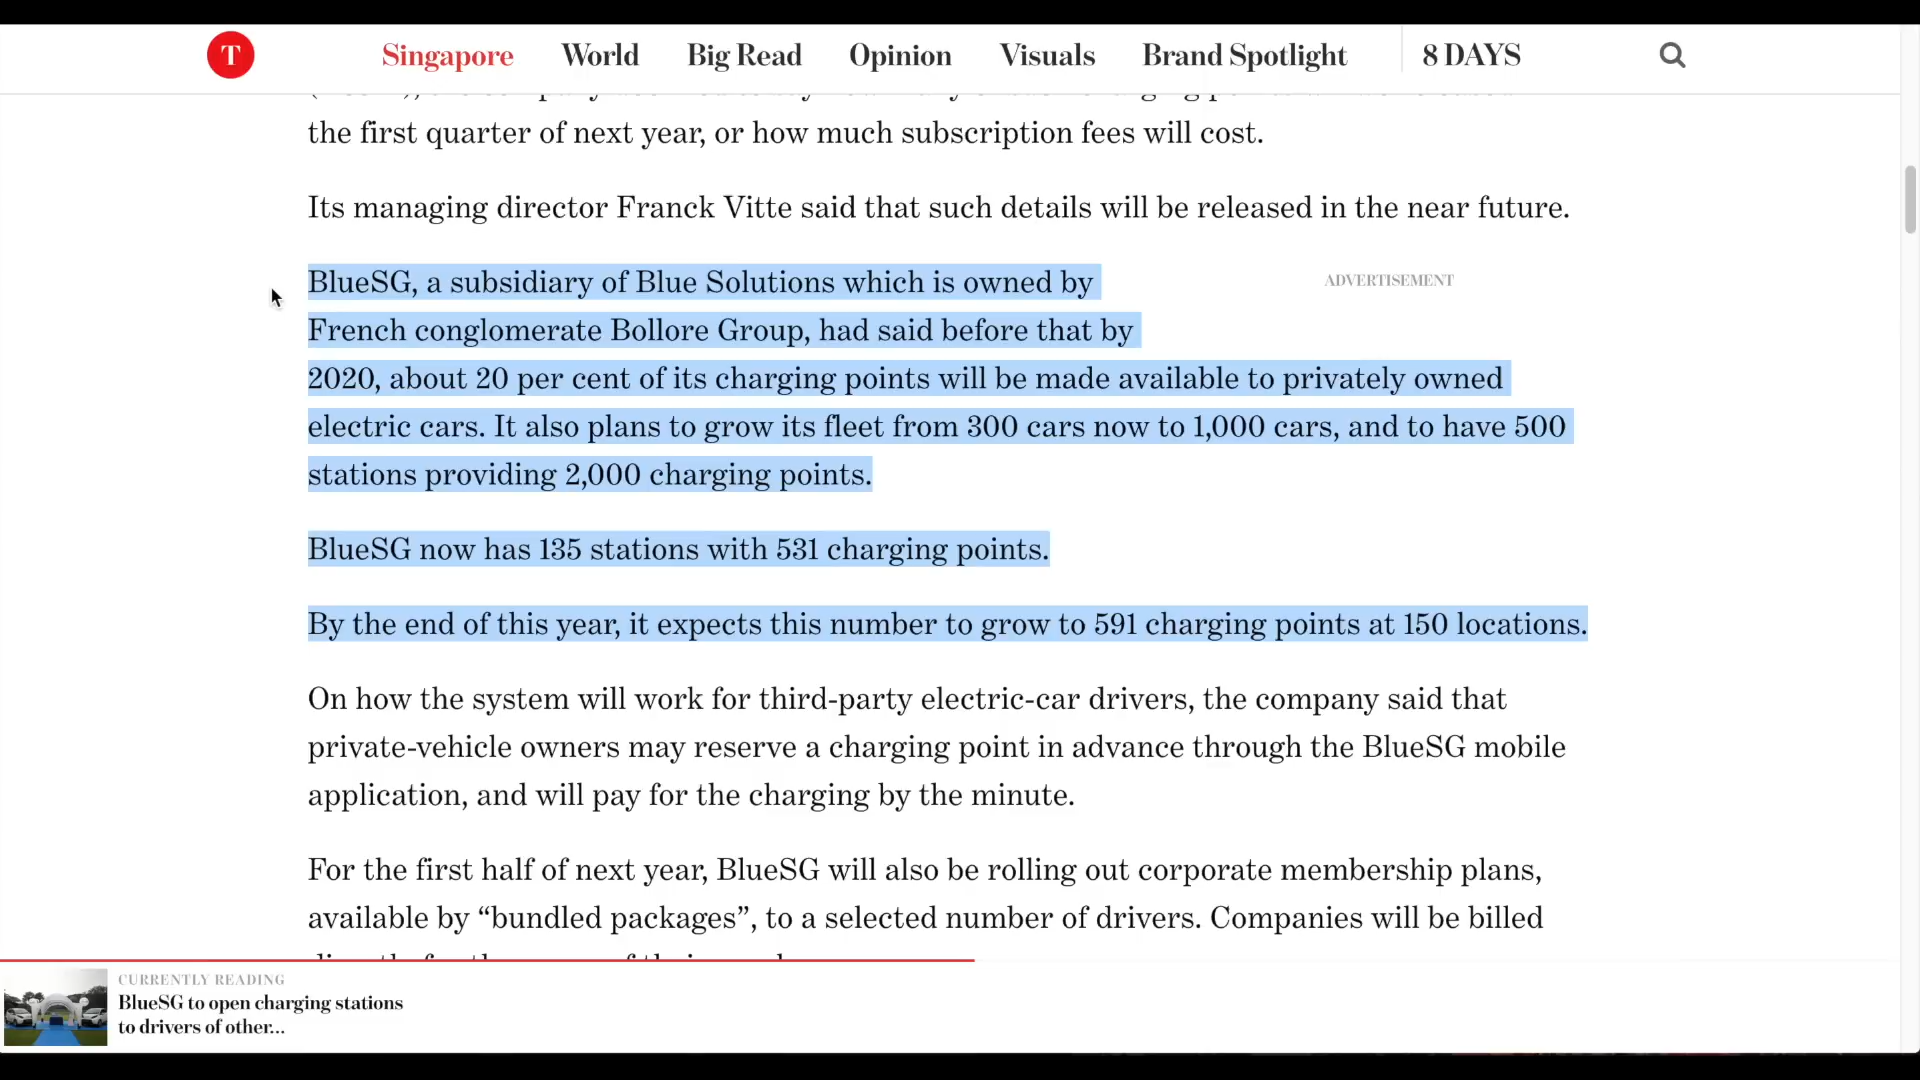 T Singapore World Big Read Opinion Visuals Brand Spotlight 8 DAYS
the first quarter of next year, or how much subscription fees will cost.
Its managing director Franck Vitte said that such details will be released in the near future.
BlueSG, a subsidiary of Blue Solutions which is owned by
ADVERTISEMENT
French conglomerate Bollore Group, had said before that by
2020, about 20 per cent of its charging points will be made available to privately owned
electric cars. It also plans to grow its fleet from 300 cars now to 1,000 cars, and to have 500
stations providing 2,000 charging points.
BlueSG now has 135 stations with 531 charging points.
By the end of this year, it expects this number to grow to 591 charging points at 150 locations.
On how the system will work for third-party electric-car drivers, the company said that
private-vehicle owners may reserve a charging point in advance through the BlueSG mobile
application, and will pay for the charging by the minute.
For the first half of next year, BlueSG will also be rolling out corporate membership plans,
available by “bundled packages”, to a selected number of drivers. Companies will be billed
CURRENTLY READING
BlueSG to open charging stations
to drivers of other...